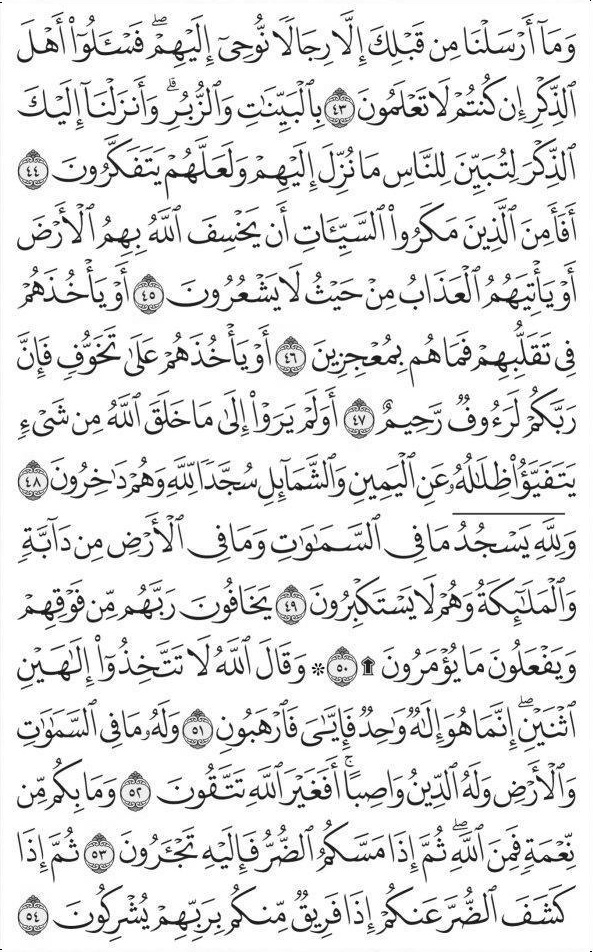 وَمَآ أَرْسَلْنَا مِن قَبْلِكَ إِلَّا رِجَالًا نُّوحِىٓ إِلَيْهِمْۖ فَسْـَٔلُوٓا۟ أَهْلَ
ٱلذِّكْرِ إِن كُنتُمْ لَا تَعْلَمُونَ ٤٣ بِٱلْبَيِّنَـٰتِ وَٱلزُّبُرِۗ وَأَنزَلْنَآ إِلَيْكَ
ٱلذِّكْرَ لِتُبَيِّنَ لِلنَّاسِ مَا نُزِّلَ إِلَيْهِمْ وَلَعَلَّهُمْ يَتَفَكَّرُونَ ٤٤
أَفَأَمِنَ ٱلَّذِينَ مَكَرُوا۟ ٱلسَّيِّـَٔاتِ أَن يَخْسِفَ ٱللَّهُ بِهِمُ ٱلْأَرْضَ
أَوْ يَأْتِيَهُمُ ٱلْعَذَابُ مِنْ حَيْثُ لَا يَشْعُرُونَ ٤٥ أَوْ يَأْخُذَهُمْ
فِى تَقَلُّبِهِمْ فَمَا هُم بِمُعْجِزِينَ ٤٦ أَوْ يَأْخُذَهُمْ عَلَىٰ تَخَوُّفٍ فَإِنَّ
رَبَّكُمْ لَرَءُوفٌ رَّحِيمٌ ٤٧ أَوَلَمْ يَرَوْا۟ إِلَىٰ مَا خَلَقَ ٱللَّهُ مِن شَىْءٍ
يَتَفَيَّؤُا۟ ظِلَـٰلُهُۥ عَنِ ٱلْيَمِينِ وَٱلشَّمَآئِلِ سُجَّدًا لِّلَّهِ وَهُمْ دَٰخِرُونَ ٤٨
وَلِلَّهِ يَسْجُدُ مَا فِى ٱلسَّمَـٰوَٰتِ وَمَا فِى ٱلْأَرْضِ مِن دَآبَّةٍ
وَٱلْمَلَـٰٓئِكَةُ وَهُمْ لَا يَسْتَكْبِرُونَ ٤٩ يَخَافُونَ رَبَّهُم مِّن فَوْقِهِمْ
وَيَفْعَلُونَ مَا يُؤْمَرُونَ ۩ ٥٠ ۞ وَقَالَ ٱللَّهُ لَا تَتَّخِذُوٓا۟ إِلَـٰهَيْنِ
ٱثْنَيْنِۖ إِنَّمَا هُوَ إِلَـٰهٌ وَٰحِدٌ فَإِيَّـٰىَ فَٱرْهَبُونِ ٥١ وَلَهُۥ مَا فِى ٱلسَّمَـٰوَٰتِ
وَٱلْأَرْضِ وَلَهُ ٱلدِّينُ وَاصِبًاۚ أَفَغَيْرَ ٱللَّهِ تَتَّقُونَ ٥٢ وَمَا بِكُم مِّن
نِّعْمَةٍ فَمِنَ ٱللَّهِۖ ثُمَّ إِذَا مَسَّكُمُ ٱلضُّرُّ فَإِلَيْهِ تَجْـَٔرُونَ ٥٣ ثُمَّ إِذَا
كَشَفَ ٱلضُّرَّ عَنكُمْ إِذَا فَرِيقٌ مِّنكُم بِرَبِّهِمْ يُشْرِكُونَ ٥٤